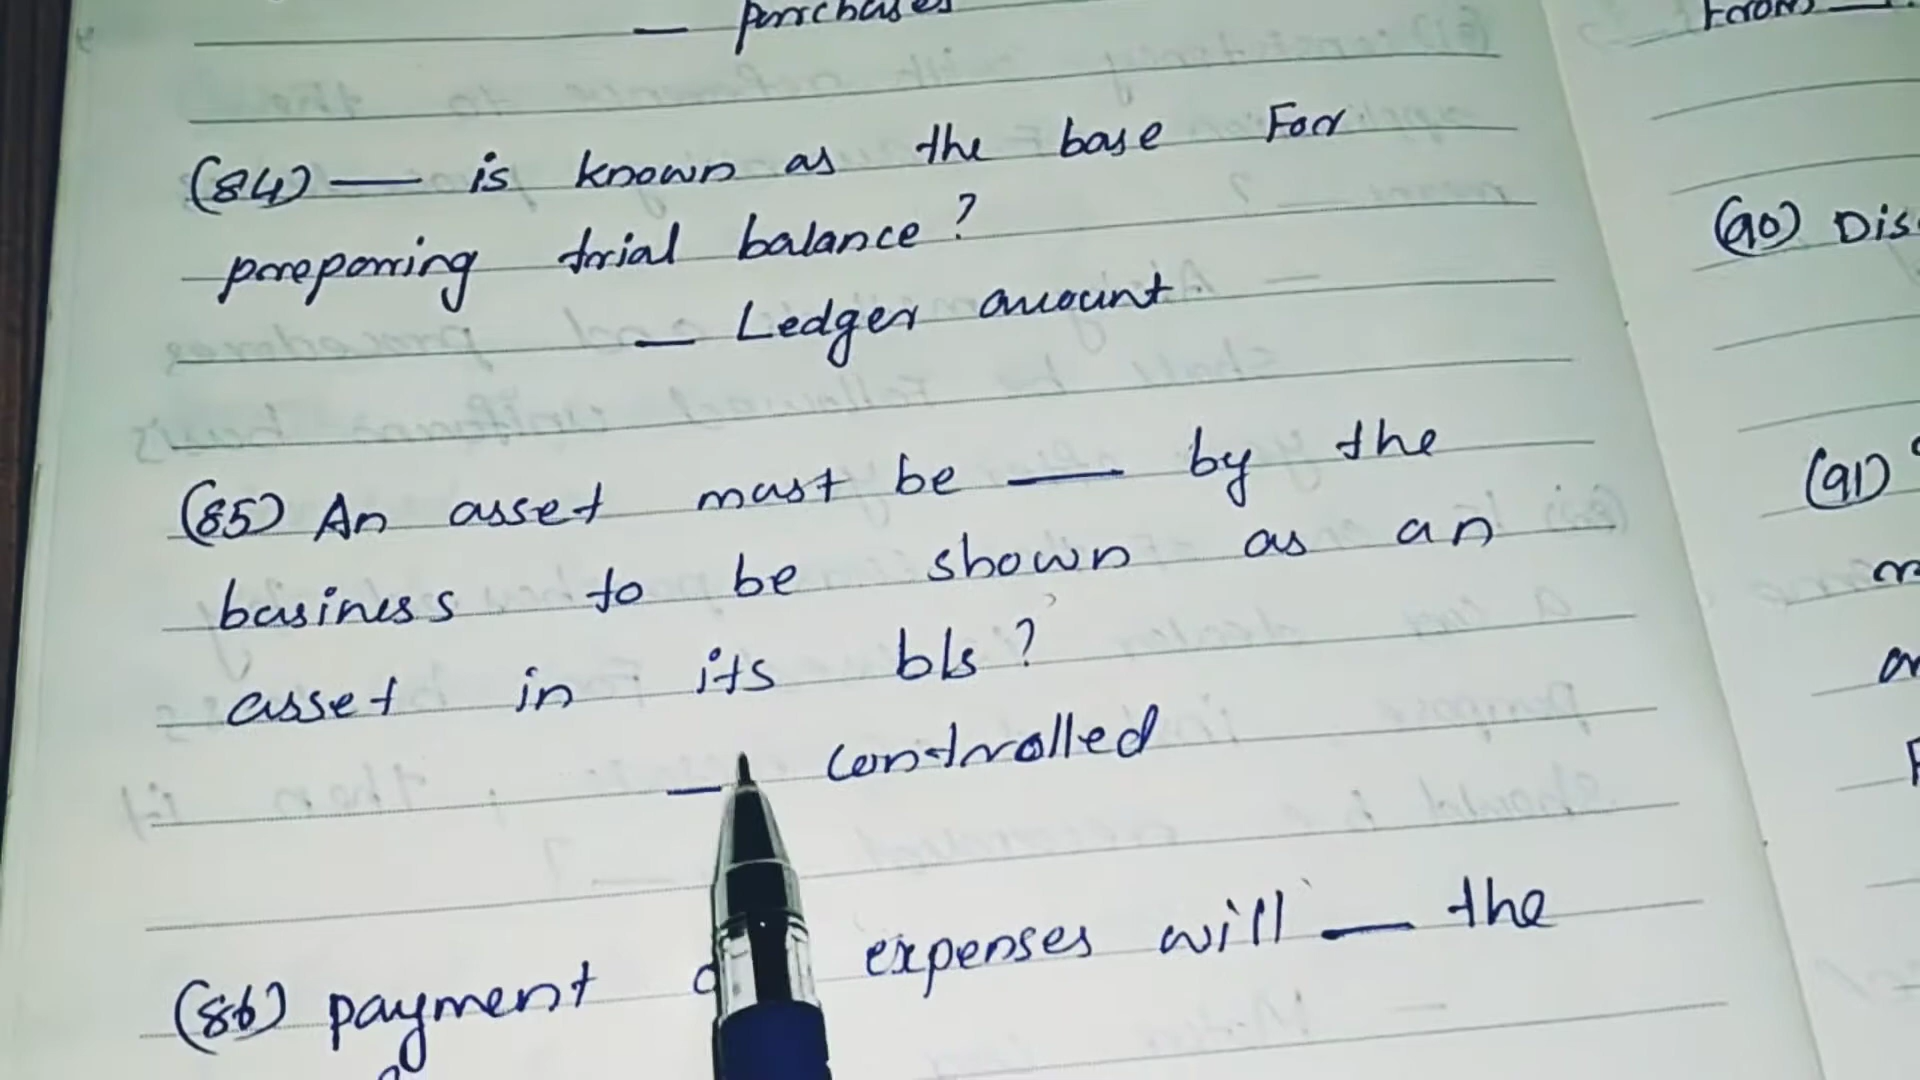 — purchases
(84) — is known as the base For
preparing trial balance ?
— Ledger amount
(85) An asset must be — by the
business to be shown as an
asset in its bls ?
— controlled
(86) payment expenses will — the
(90) Dis
(91)